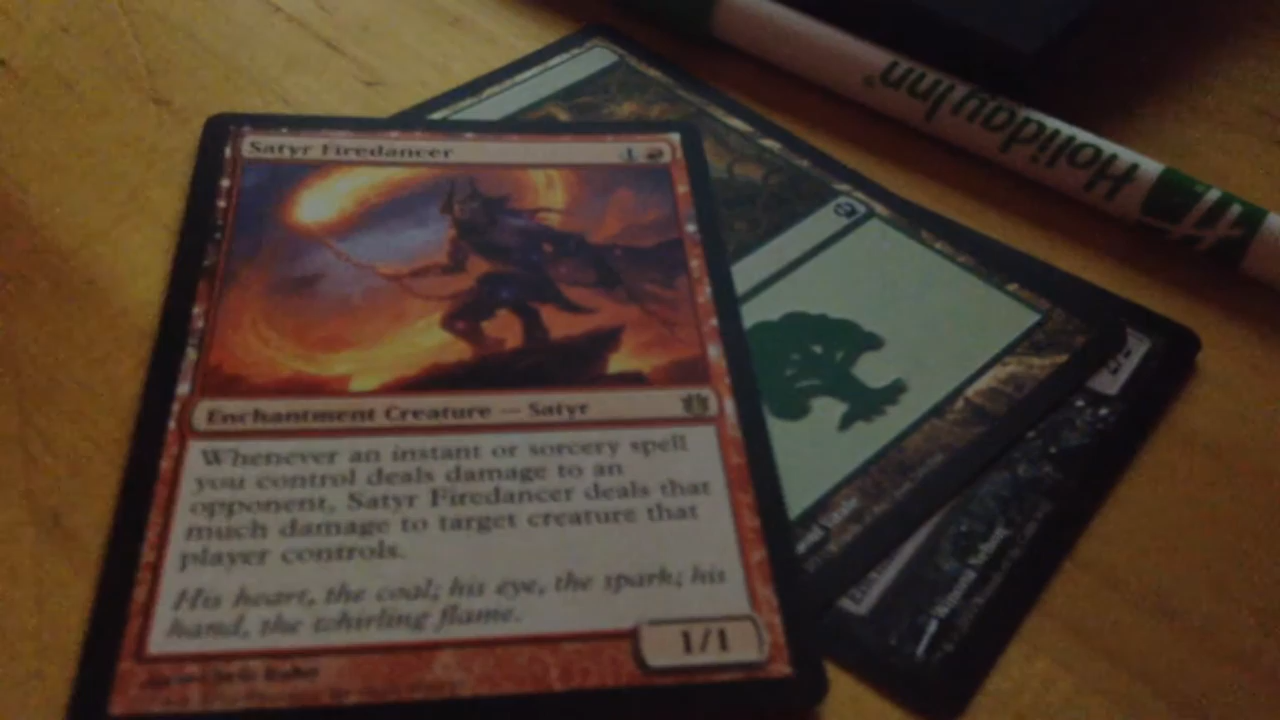 Satyr Firedancer
1
Enchantment Creature — Satyr
Whenever an instant or sorcery spell
you control deals damage to an
opponent, Satyr Firedancer deals that
much damage to target creature that
player controls.
His heart, the coal; his eye, the spark; his
hand, the whirling flame.
1/1
Holiday Inn
H